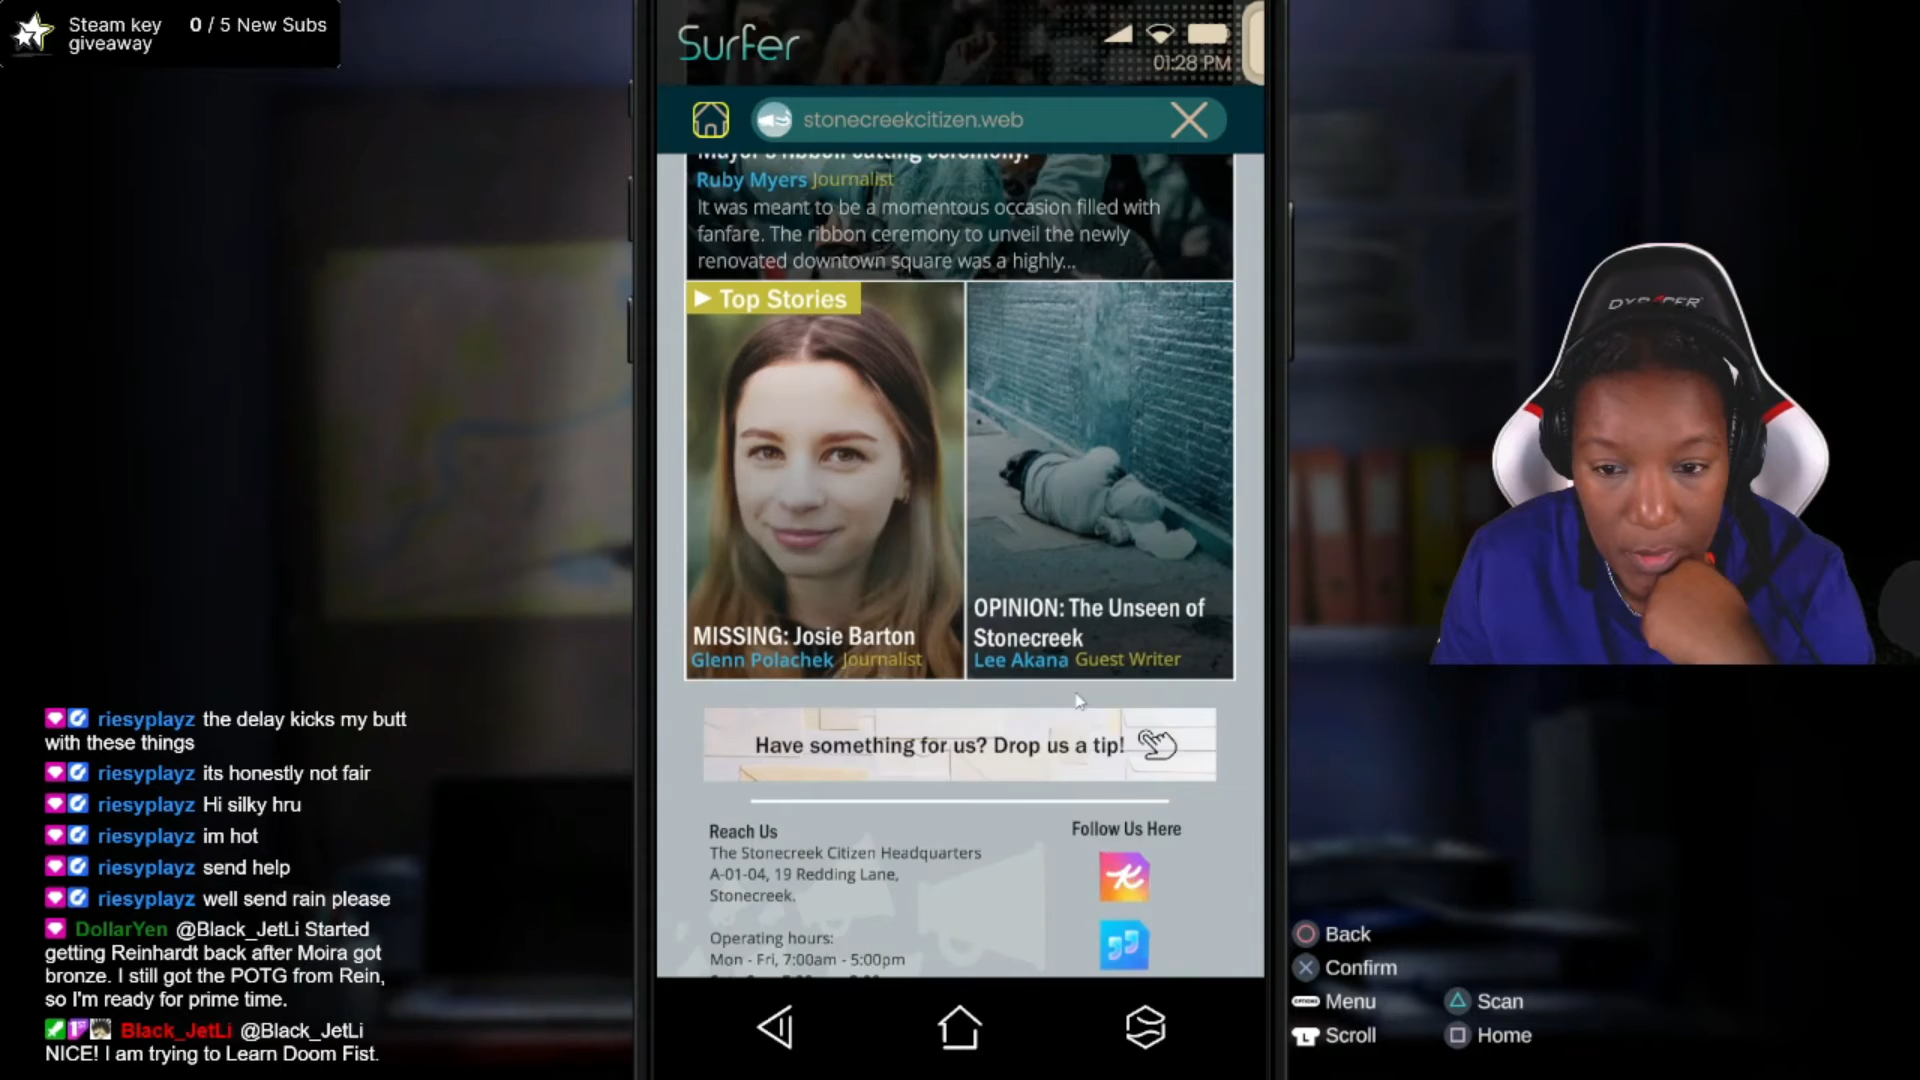 Steam key
giveaway
0 / 5 New Subs
Surfer
01:28 PM
stonecreekcitizen.web
Mayor's ribbon cutting ceremony.
Ruby Myers Journalist
It was meant to be a momentous occasion filled with
fanfare. The ribbon ceremony to unveil the newly
renovated downtown square was a highly...
Top Stories
MISSING: Josie Barton
Glenn Polachek Journalist
OPINION: The Unseen of
Stonecreek
Lee Akana Guest Writer
Have something for us? Drop us a tip!
Reach Us
The Stonecreek Citizen Headquarters
A-01-04, 19 Redding Lane,
Stonecreek.
Operating hours:
Mon - Fri, 7:00am - 5:00pm
Follow Us Here
DXRACER
riesyplayz the delay kicks my butt
with these things
riesyplayz its honestly not fair
riesyplayz Hi silky hru
riesyplayz im hot
riesyplayz send help
riesyplayz well send rain please
DollarYen @Black_JetLi Started
getting Reinhardt back after Moira got
bronze. I still got the POTG from Rein,
so I'm ready for prime time.
Black_JetLi @Black_JetLi
NICE! I am trying to Learn Doom Fist.
Back
Confirm
OPTIONS Menu
Scan
L Scroll
Home